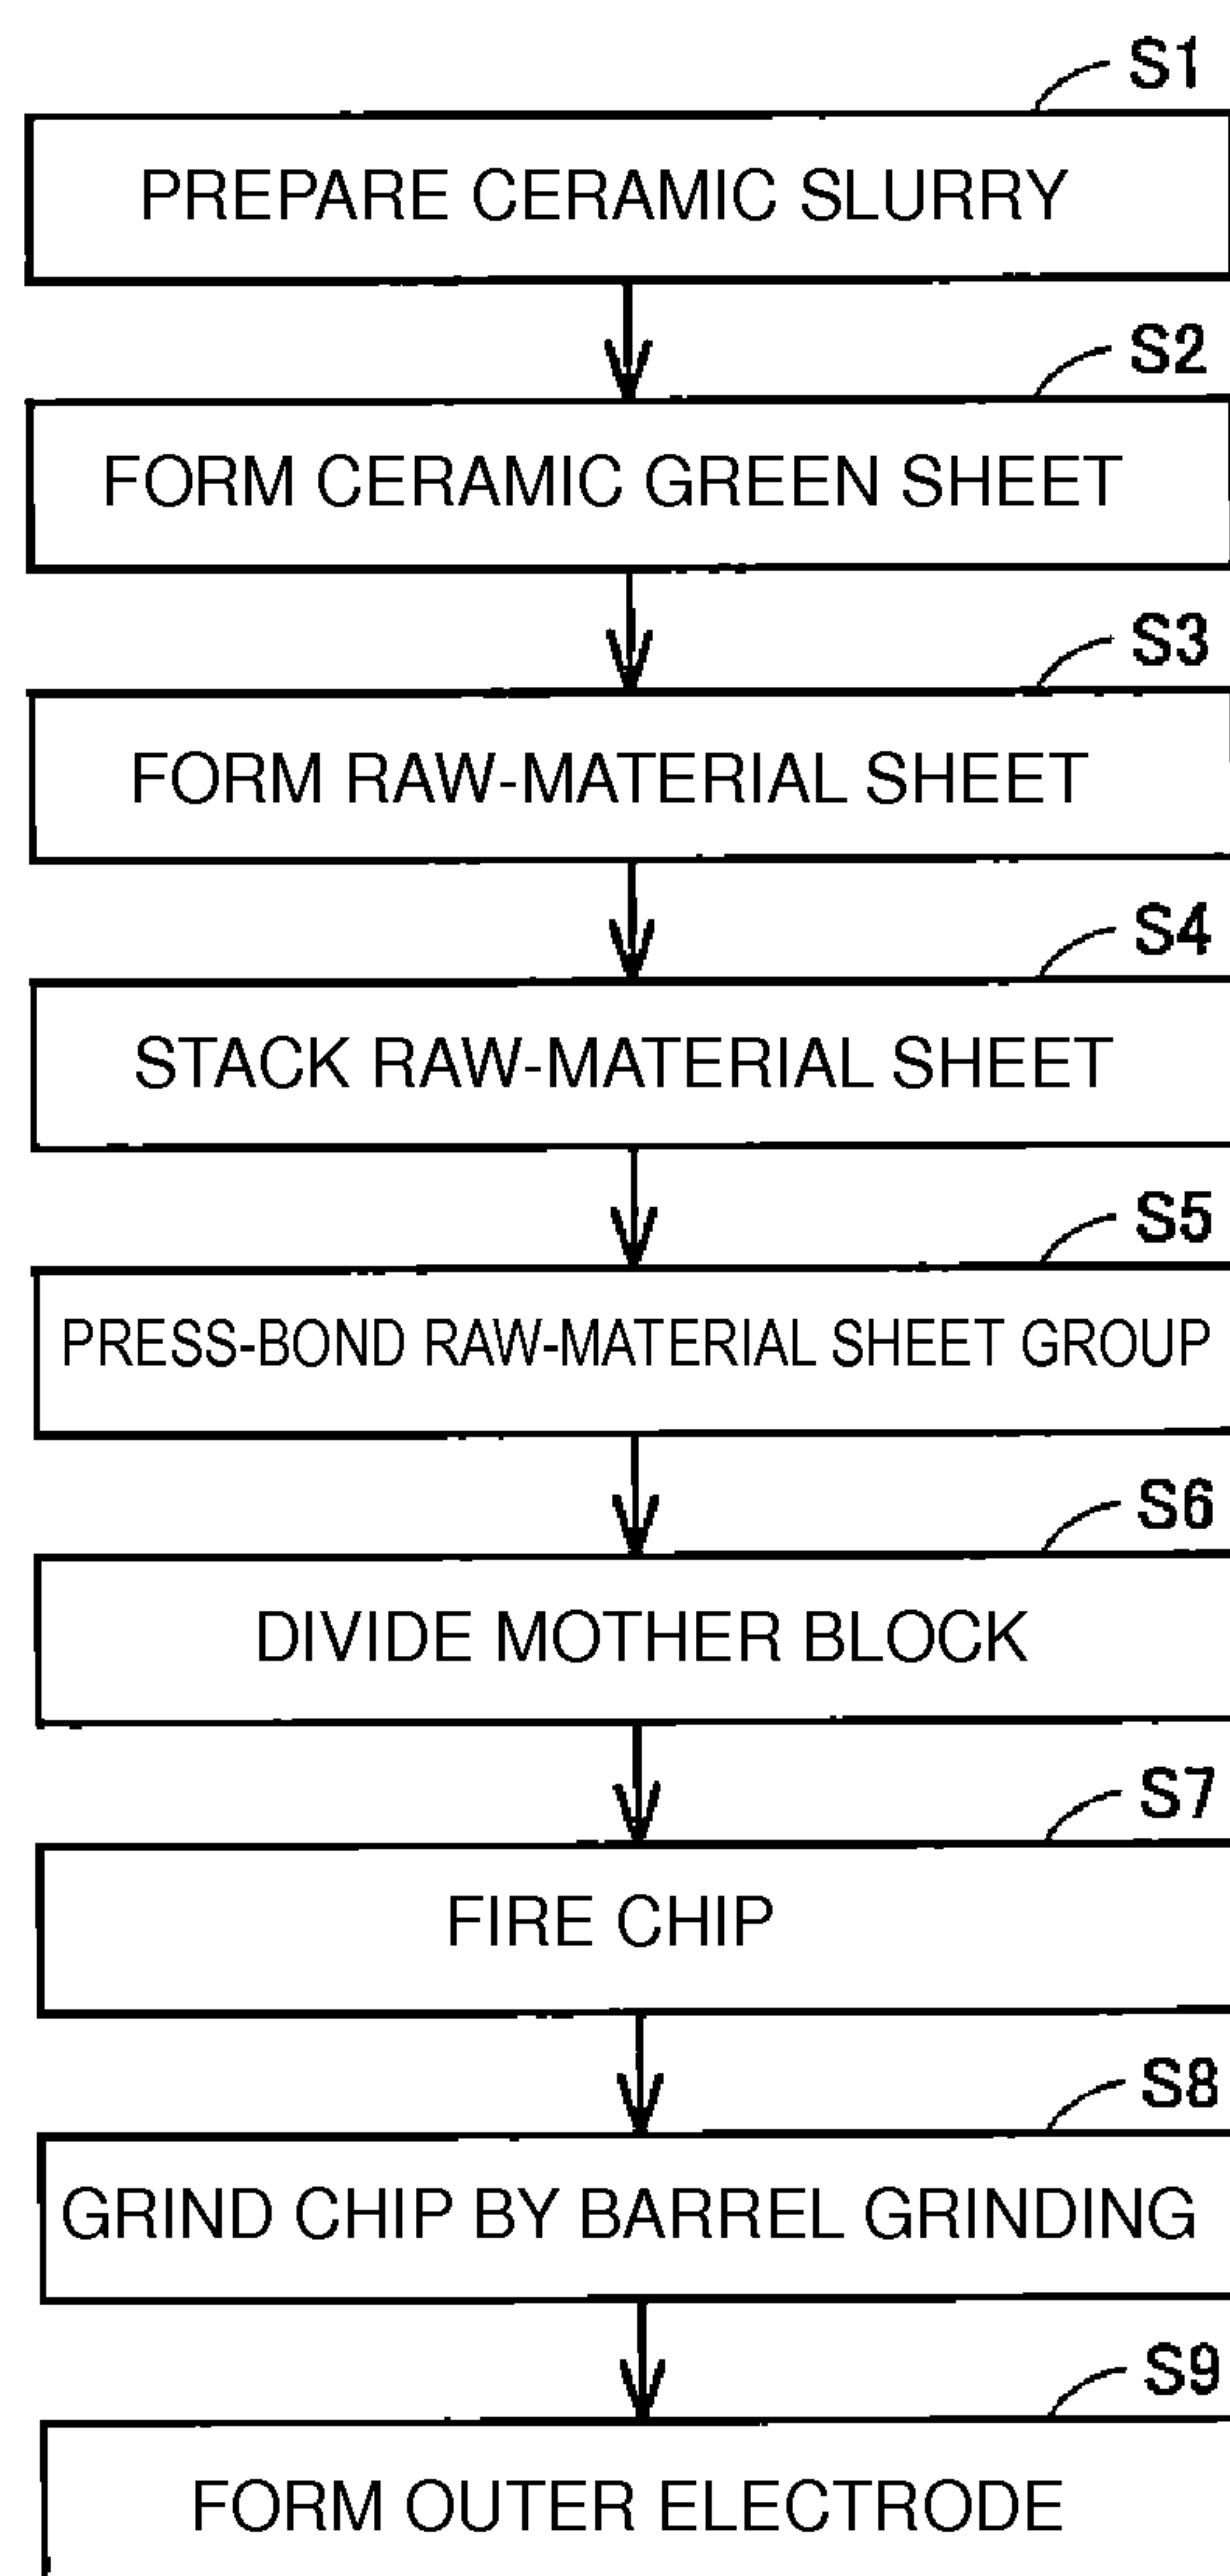 S1
PREPARE CERAMIC SLURRY
S2
FORM CERAMIC GREEN SHEET
S3
FORM RAW-MATERIAL SHEET
S4
STACK RAW-MATERIAL SHEET
S5
PRESS-BOND RAW-MATERIAL SHEET GROUP
S6
DIVIDE MOTHER BLOCK
S7
FIRE CHIP
S8
GRIND CHIP BY BARREL GRINDING
S9
FORM OUTER ELECTRODE